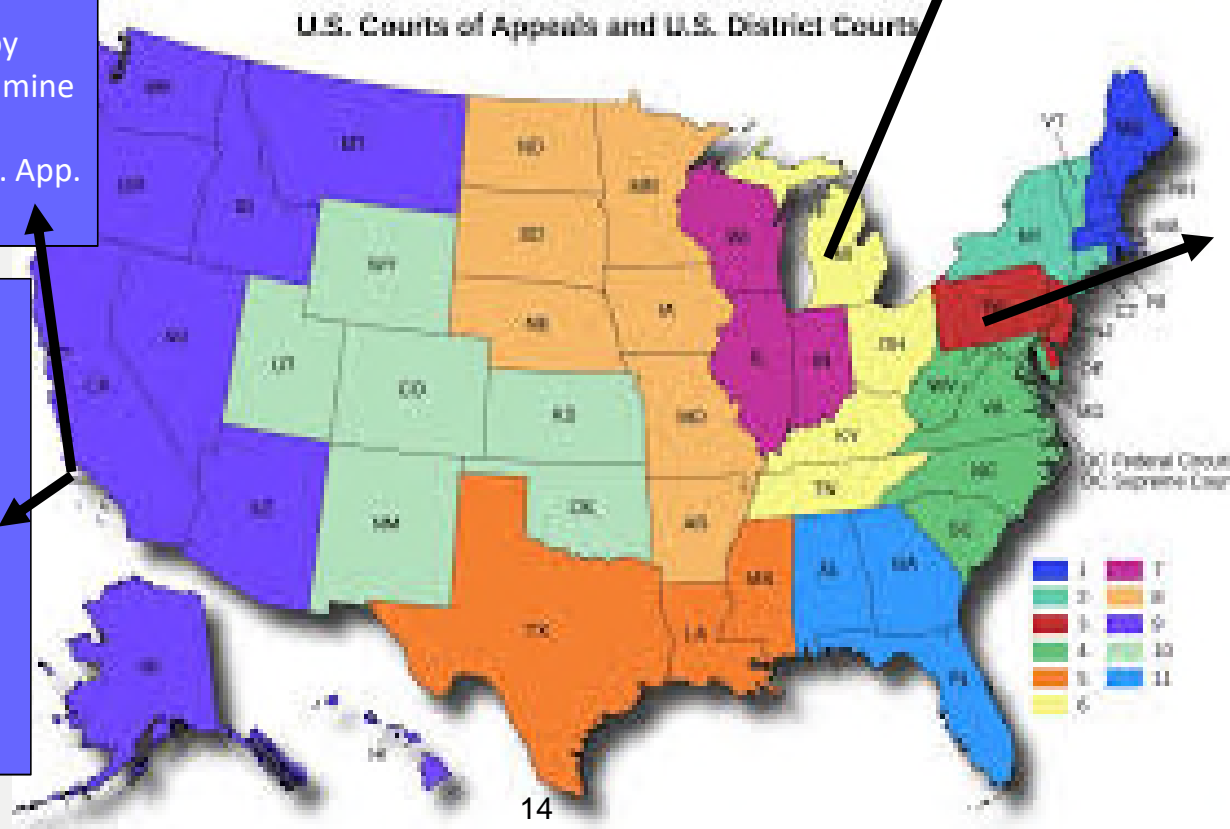 U.S. Courts of Appeals and U.S. District Courts
by
mine
. App.
MT
ND
MN
VT
ME
NH
MA
OR
ID
SD
WI
MI
NY
WY
PA
RI
CT
NJ
NV
NE
IA
OH
DE
UT
IL
IN
WV
VA
MD
CA
CO
KS
MO
KY
DC Federal Circuit
DC Supreme Court
NC
TN
AZ
NM
OK
AR
SC
AL
GA
TX
LA
FL
HI
1 7
2 8
3 9
4 10
5 11
6
14